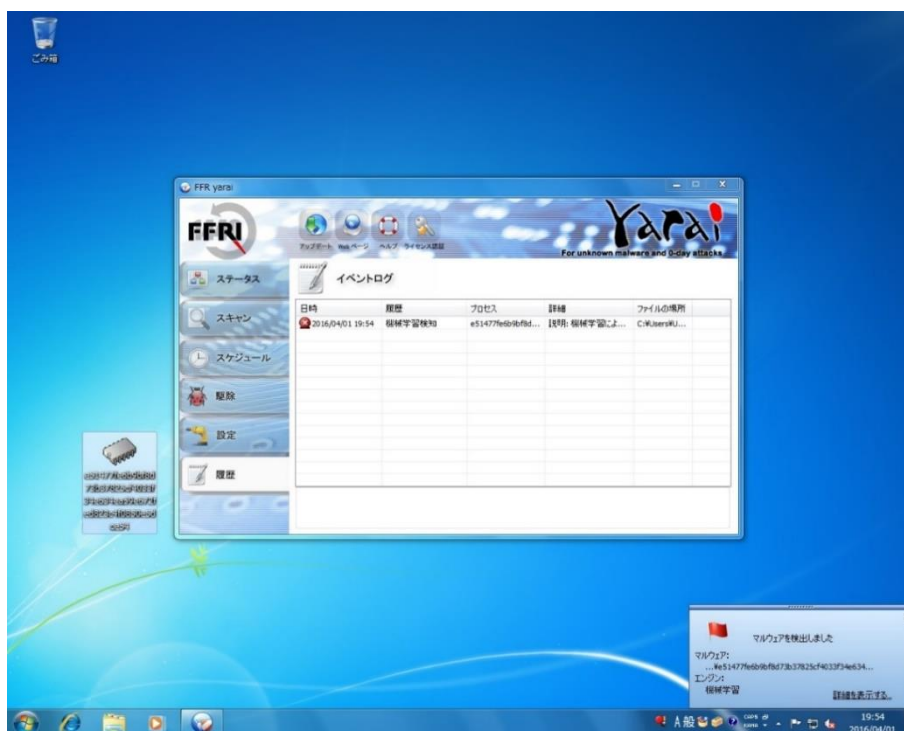 ごみ箱
FFR yarai
FFRI
アップデート Web ページ ヘルプ ライセンス認証
Yarai
For unknown malware and 0-day attacks
ステータス
スキャン
スケジュール
駆除
設定
履歴
イベントログ
日時 履歴 プロセス 詳細 ファイルの場所
2016/04/01 19:54 機械学習検知 e51477fe6b9bf8d... 説明: 機械学習によ... C:¥Users¥U...
マルウェアを検出しました
マルウェア:
...¥e51477fe6b9bf8d73b37825cf4033f34e634...
エンジン:
機械学習
詳細を表示する...
A 般
CAPS
KANA
19:54
2016/04/01